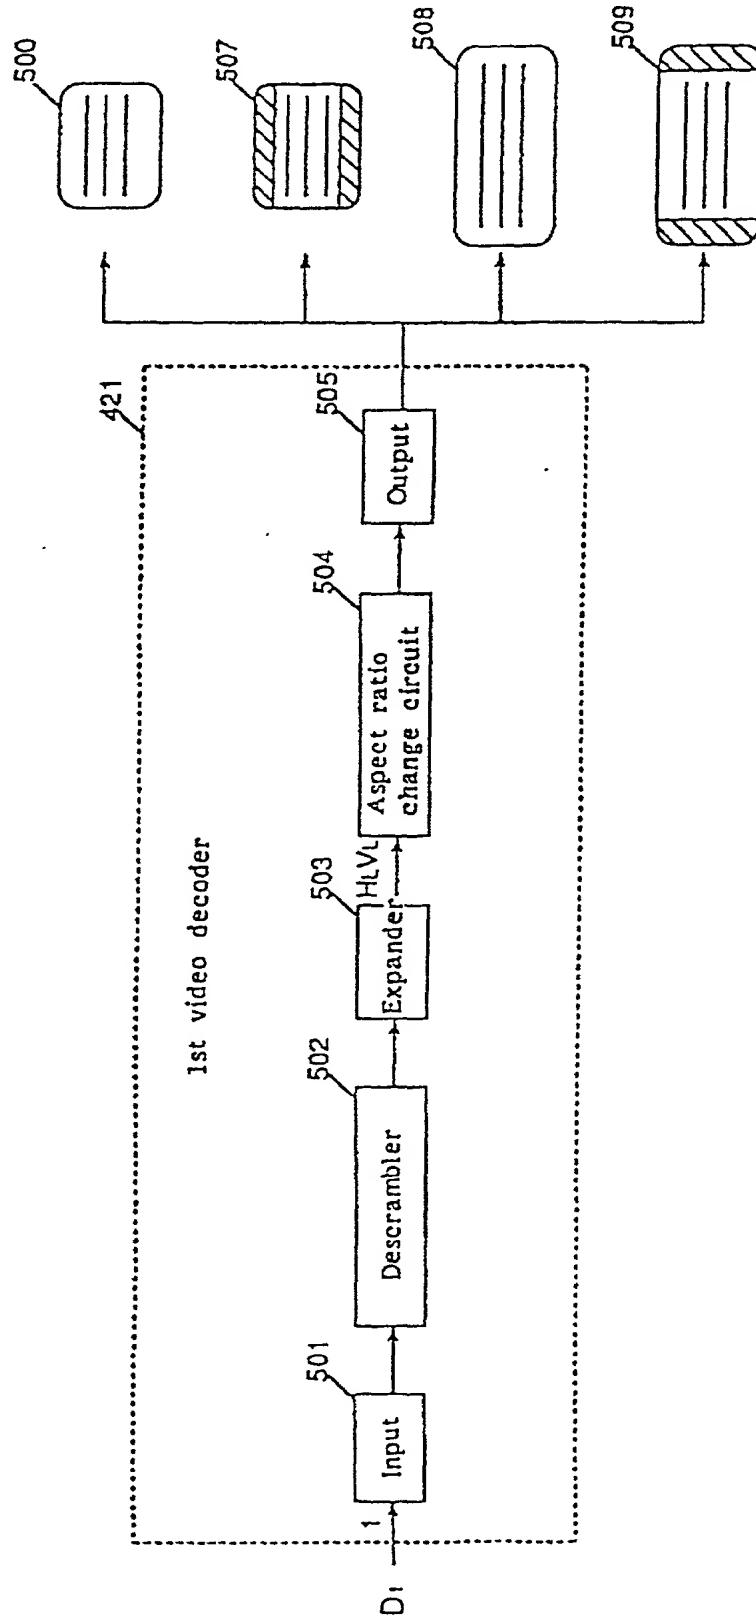 421
1st video decoder
D1
1
501
Input
502
Descrambler
503
Expander
HLVL
504
Aspect ratio
change circuit
505
Output
500
507
508
509